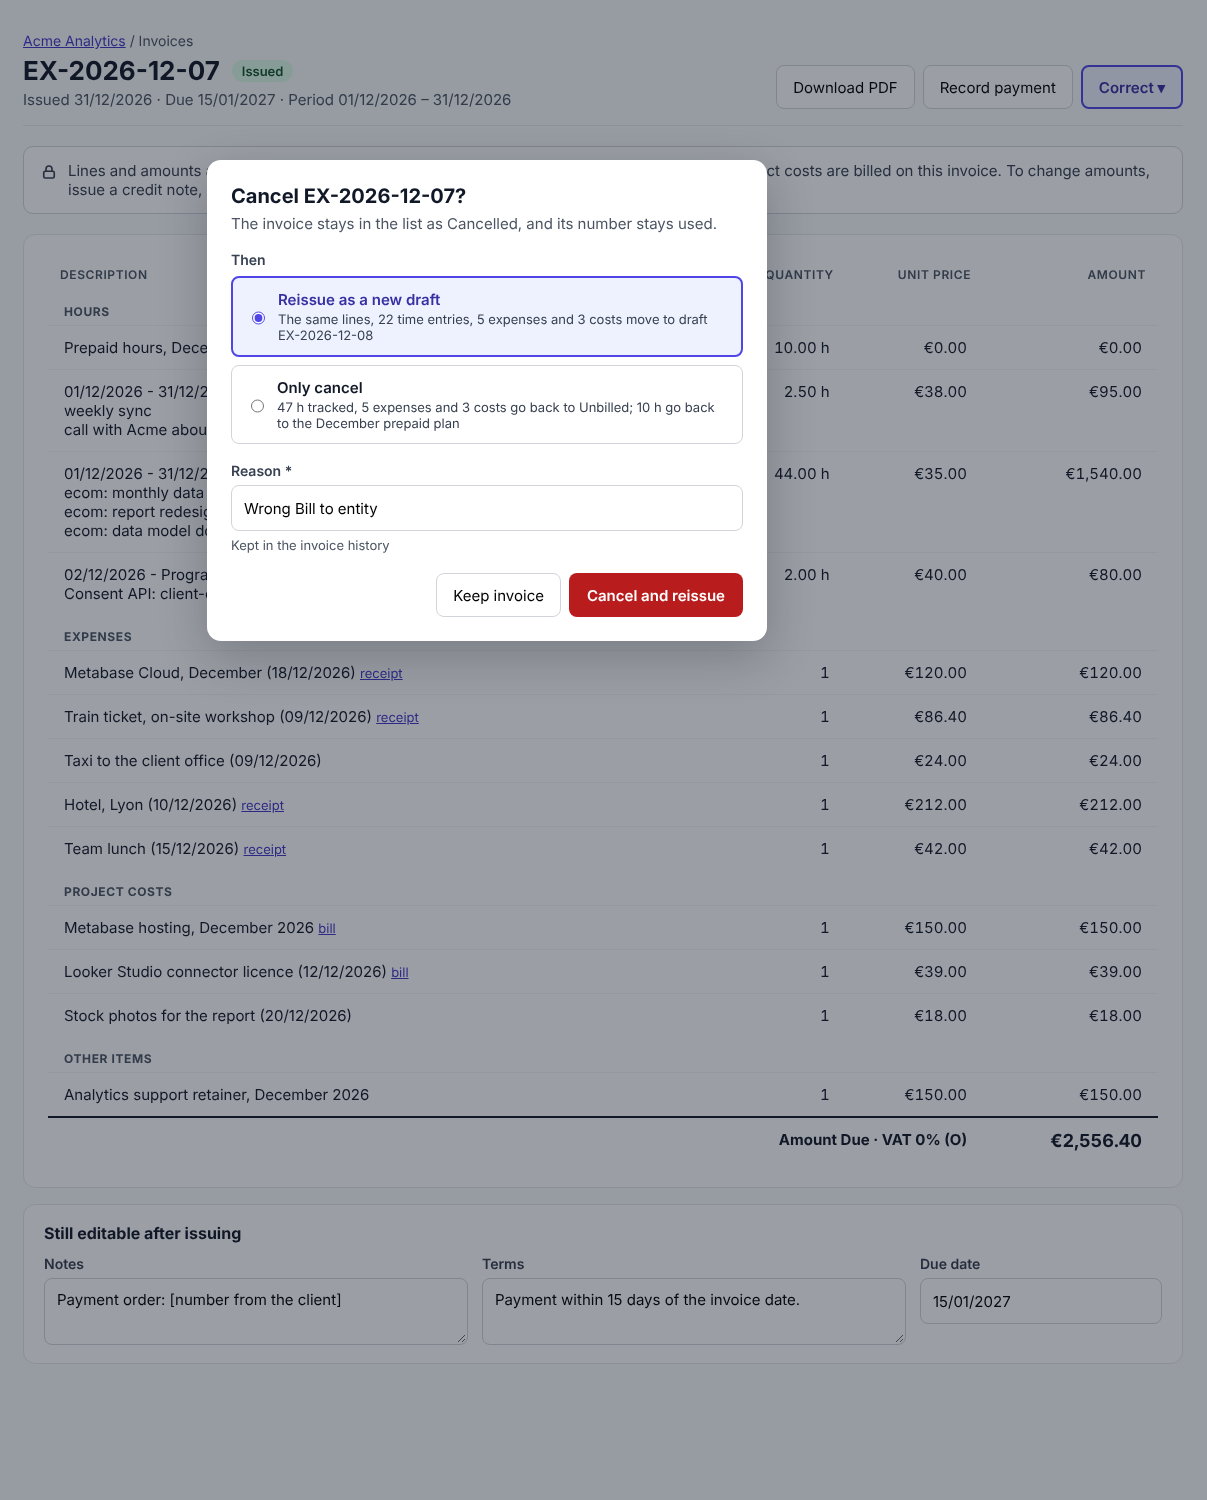 Acme Analytics / Invoices
EX-2026-12-07 Issued
Issued 31/12/2026 · Due 15/01/2027 · Period 01/12/2026 – 31/12/2026
Download PDF
Record payment
Correct ▾
Lines and amounts
ct costs are billed on this invoice. To change amounts,
issue a credit note,
Cancel EX-2026-12-07?
The invoice stays in the list as Cancelled, and its number stays used.
Then
Reissue as a new draft
The same lines, 22 time entries, 5 expenses and 3 costs move to draft
EX-2026-12-08
Only cancel
47 h tracked, 5 expenses and 3 costs go back to Unbilled; 10 h go back
to the December prepaid plan
Reason *
Wrong Bill to entity
Kept in the invoice history
Keep invoice
Cancel and reissue
DESCRIPTION QUANTITY UNIT PRICE AMOUNT
HOURS
Prepaid hours, Dece 10.00 h €0.00 €0.00
01/12/2026 - 31/12/2 2.50 h €38.00 €95.00
weekly sync
call with Acme abou
01/12/2026 - 31/12/2 44.00 h €35.00 €1,540.00
ecom: monthly data
ecom: report redesig
ecom: data model do
02/12/2026 - Progra 2.00 h €40.00 €80.00
Consent API: client-
EXPENSES
Metabase Cloud, December (18/12/2026) receipt 1 €120.00 €120.00
Train ticket, on-site workshop (09/12/2026) receipt 1 €86.40 €86.40
Taxi to the client office (09/12/2026) 1 €24.00 €24.00
Hotel, Lyon (10/12/2026) receipt 1 €212.00 €212.00
Team lunch (15/12/2026) receipt 1 €42.00 €42.00
PROJECT COSTS
Metabase hosting, December 2026 bill 1 €150.00 €150.00
Looker Studio connector licence (12/12/2026) bill 1 €39.00 €39.00
Stock photos for the report (20/12/2026) 1 €18.00 €18.00
OTHER ITEMS
Analytics support retainer, December 2026 1 €150.00 €150.00
Amount Due · VAT 0% (O) €2,556.40
Still editable after issuing
Notes
Payment order: [number from the client]
Terms
Payment within 15 days of the invoice date.
Due date
15/01/2027